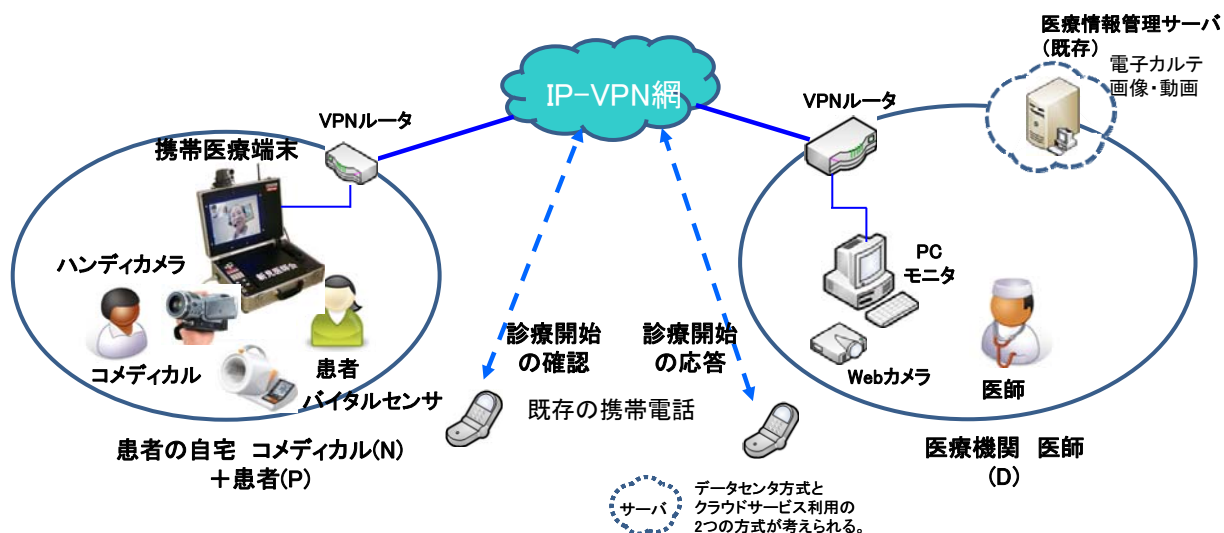 医療情報管理サーバ
（既存）
電子カルテ
画像・動画
IP-VPN網
VPNルータ
VPNルータ
携帯医療端末
新見医師会
ハンディカメラ
PC
モニタ
コメディカル
患者
バイタルセンサ
診療開始
の確認
診療開始
の応答
Webカメラ
医師
既存の携帯電話
患者の自宅　コメディカル(N)
＋患者(P)
医療機関　医師
(D)
サーバ
データセンタ方式と
クラウドサービス利用の
2つの方式が考えられる。